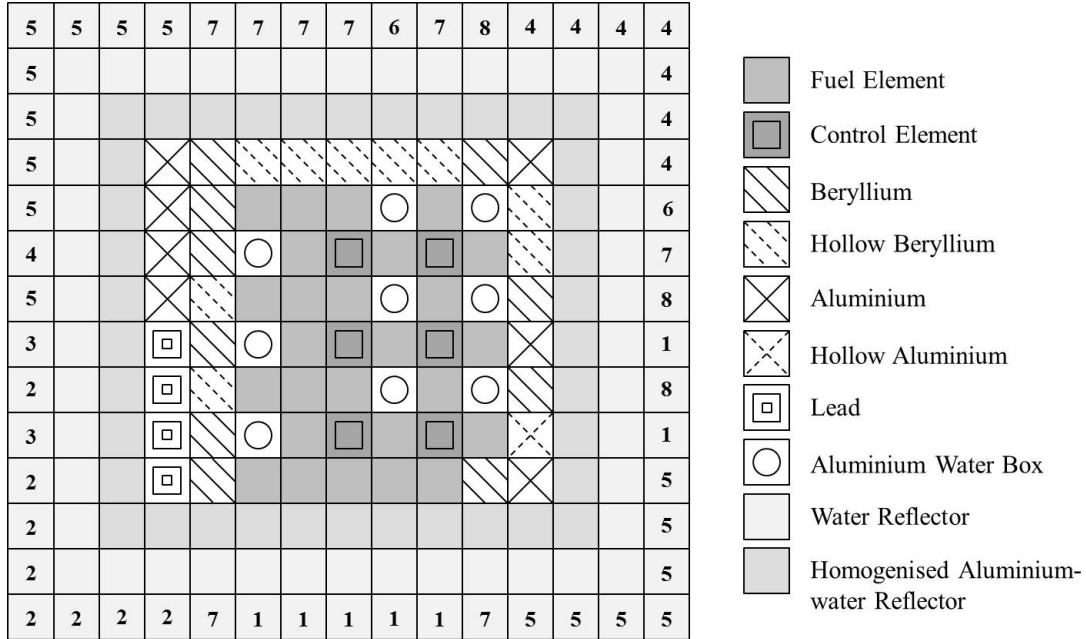 5 5 5 5 7 7 7 7 6 7 8 4 4 4 4
5 4
5 4
5 4
5 6
4 7
5 8
3 1
2 8
3 1
2 5
2 5
2 5
2 2 2 2 7 1 1 1 1 1 7 5 5 5 5
Fuel Element
Control Element
Beryllium
Hollow Beryllium
Aluminium
Hollow Aluminium
Lead
Aluminium Water Box
Water Reflector
Homogenised Aluminium-
water Reflector